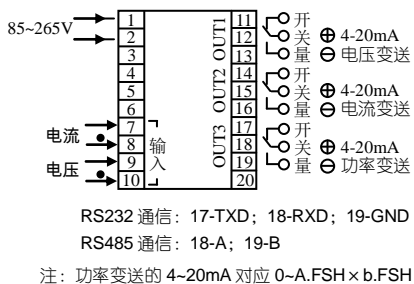 85~265V
1
2
3
4
5
6
7
8
9
10
电流
电压
输入
OUT1
OUT2
OUT3
11
12
13
14
15
16
17
18
19
20
开
关 ⊕ 4-20mA
量 ⊖ 电压变送
开
关 ⊕ 4-20mA
量 ⊖ 电流变送
开
关 ⊕ 4-20mA
量 ⊖ 功率变送
RS232 通信：17-TXD；18-RXD；19-GND
RS485 通信：18-A；19-B
注：功率变送的 4~20mA 对应 0~A.FSH×b.FSH